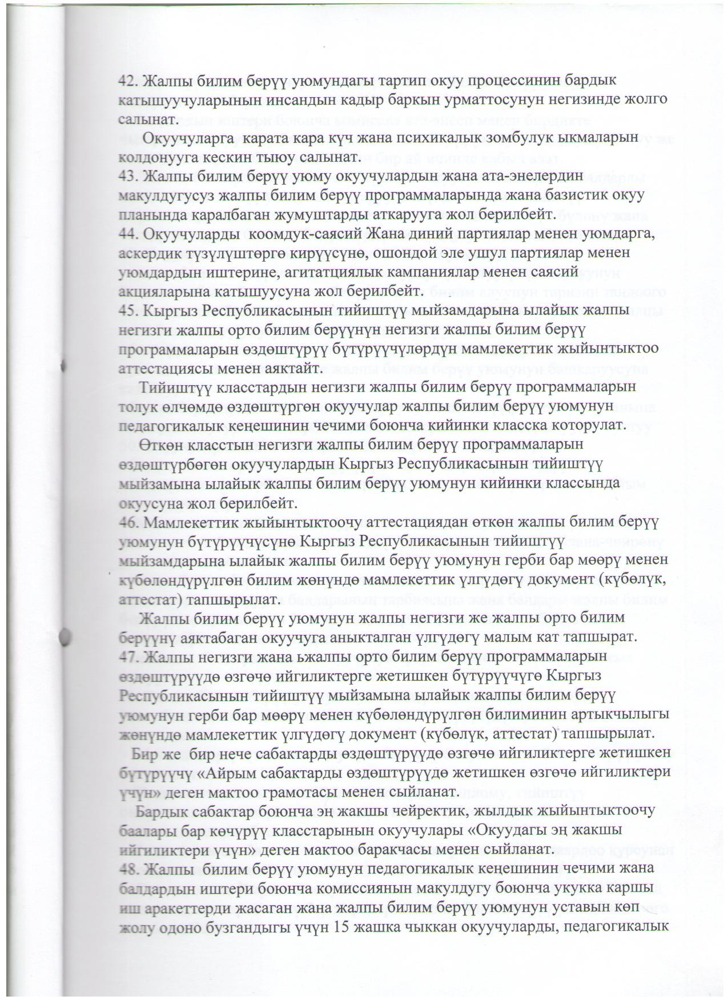 42. Жалпы билим берүү уюмундагы тартип окуу процессинин бардык
катышуучуларынын инсандын кадыр баркын урматтосунун негизинде жолго
салынат.
Окуучуларга карата кара күч жана психикалык зомбулук ыкмаларын
колдонууга кескин тыюу салынат.
43. Жалпы билим берүү уюму окуучулардын жана ата-энелердин
макулдугусуз жалпы билим берүү программаларында жана базистик окуу
планында каралбаган жумуштарды аткарууга жол берилбейт.
44. Окуучуларды коомдук-саясий Жана диний партиялар менен уюмдарга,
аскердик түзүлүштөргө кирүүсүнө, ошондой эле ушул партиялар менен
уюмдардын иштерине, агитатциялык кампаниялар менен саясий
акцияларына катышуусуна жол берилбейт.
45. Кыргыз Республикасынын тийиштүү мыйзамдарына ылайык жалпы
негизги жалпы орто билим берүүнүн негизги жалпы билим берүү
программаларын өздөштүрүү бүтүрүүчүлөрдүн мамлекеттик жыйынтыктоо
аттестациясы менен аяктайт.
Тийиштүү класстардын негизги жалпы билим берүү программаларын
толук өлчөмдө өздөштүргөн окуучулар жалпы билим берүү уюмунун
педагогикалык кеңешинин чечими боюнча кийинки класска которулат.
Өткөн класстын негизги жалпы билим берүү программаларын
өздөштүрбөгөн окуучулардын Кыргыз Республикасынын тийиштүү
мыйзамына ылайык жалпы билим берүү уюмунун кийинки классында
окуусуна жол берилбейт.
46. Мамлекеттик жыйынтыктоочу аттестациядан өткөн жалпы билим берүү
уюмунун бүтүрүүчүсүнө Кыргыз Республикасынын тийиштүү
мыйзамдарына ылайык жалпы билим берүү уюмунун герби бар мөөрү менен
күбөлөндүрүлгөн билим жөнүндө мамлекеттик үлгүдөгү документ (күбөлүк,
аттестат) тапшырылат.
Жалпы билим берүү уюмунун жалпы негизги же жалпы орто билим
берүүнү аяктабаган окуучуга аныкталган үлгүдөгү малым кат тапшырат.
47. Жалпы негизги жана ьжалпы орто билим берүү программаларын
өздөштүрүүдө өзгөчө ийгиликтерге жетишкен бүтүрүүчүгө Кыргыз
Республикасынын тийиштүү мыйзамына ылайык жалпы билим берүү
уюмунун герби бар мөөрү менен күбөлөндүрүлгөн билиминин артыкчылыгы
жөнүндө мамлекеттик үлгүдөгү документ (күбөлүк, аттестат) тапшырылат.
Бир же бир нече сабактарды өздөштүрүүдө өзгөчө ийгиликтерге жетишкен
бүтүрүүчү «Айрым сабактарды өздөштүрүүдө жетишкен өзгөчө ийгиликтери
үчүн» деген мактоо грамотасы менен сыйланат.
Бардык сабактар боюнча эң жакшы чейректик, жылдык жыйынтыктоочу
баалары бар көчүрүү класстарынын окуучулары «Окуудагы эң жакшы
ийгиликтери үчүн» деген мактоо баракчасы менен сыйланат.
48. Жалпы билим берүү уюмунун педагогикалык кеңешинин чечими жана
балдардын иштери боюнча комиссиянын макулдугу боюнча укукка каршы
иш аракеттерди жасаган жана жалпы билим берүү уюмунун уставын көп
жолу одоно бузгандыгы үчүн 15 жашка чыккан окуучуларды, педагогикалык